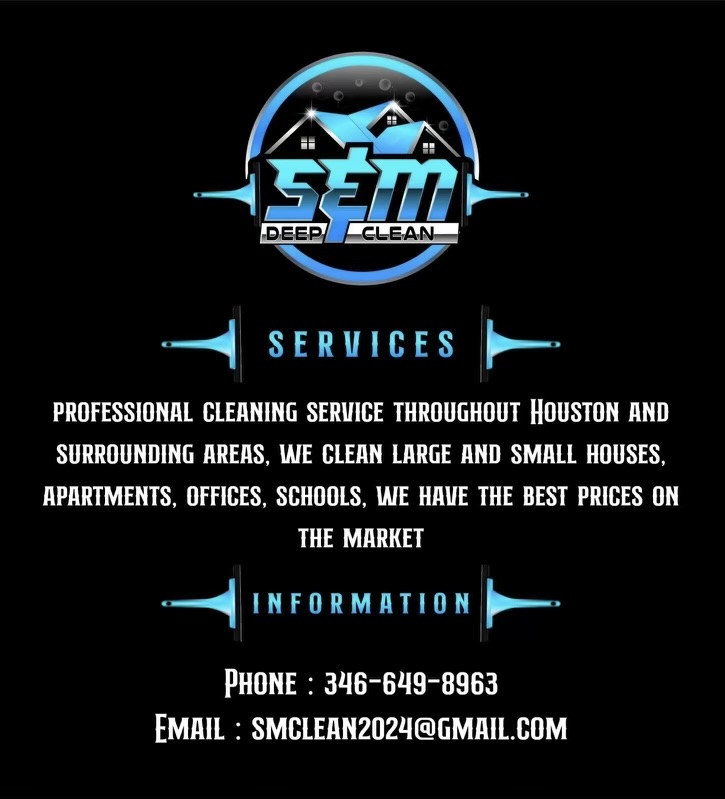 S&M
DEEP CLEAN
SERVICES
PROFESSIONAL CLEANING SERVICE THROUGHOUT HOUSTON AND
SURROUNDING AREAS, WE CLEAN LARGE AND SMALL HOUSES,
APARTMENTS, OFFICES, SCHOOLS, WE HAVE THE BEST PRICES ON
THE MARKET
INFORMATION
PHONE : 346-649-8963
EMAIL : SMCLEAN2024@GMAIL.COM